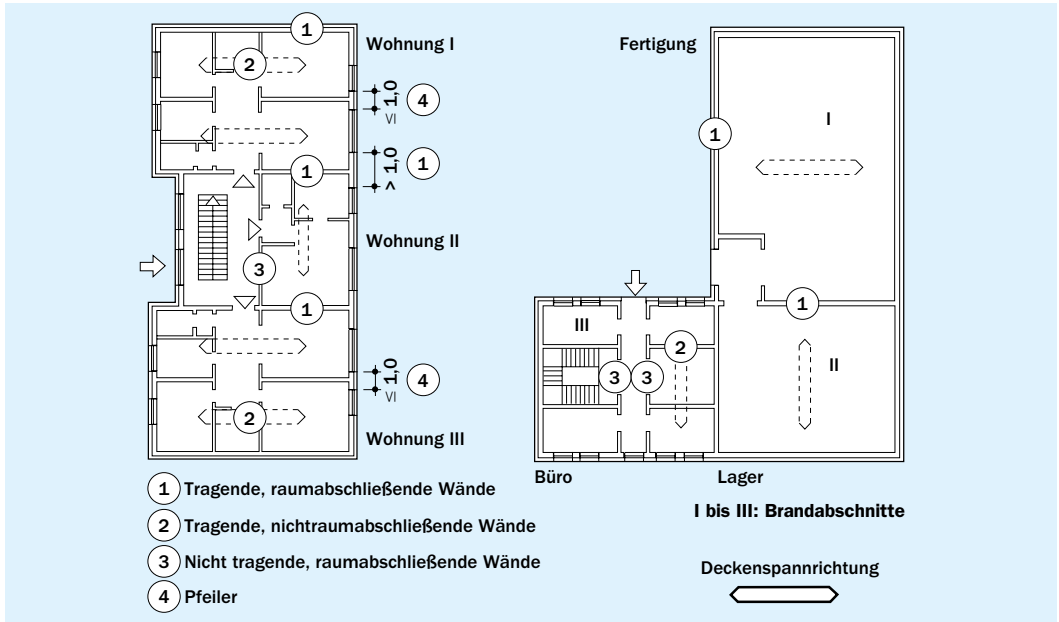 1
Wohnung I
2
≤ 1,0
4
> 1,0
1
1
Wohnung II
3
1
≤ 1,0
4
2
Wohnung III
Fertigung
I
1
1
III
2
II
3
3
Büro
Lager
1 Tragende, raumabschließende Wände
2 Tragende, nichtraumabschließende Wände
3 Nicht tragende, raumabschließende Wände
4 Pfeiler
I bis III: Brandabschnitte
Deckenspannrichtung